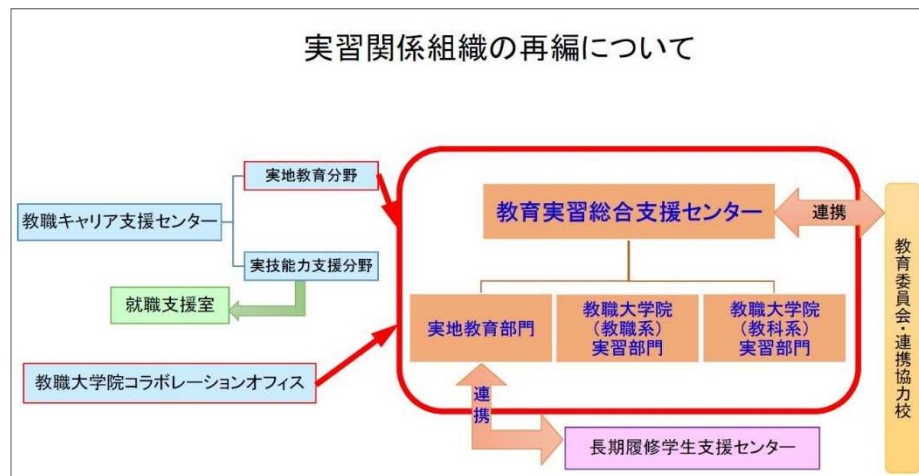 実習関係組織の再編について
実地教育分野
教職キャリア支援センター
実技能力支援分野
就職支援室
教職大学院コラボレーションオフィス
教育実習総合支援センター
連携
実地教育部門
教職大学院
(教職系)
実習部門
教職大学院
(教科系)
実習部門
連携
長期履修学生支援センター
教育委員会・連携協力校